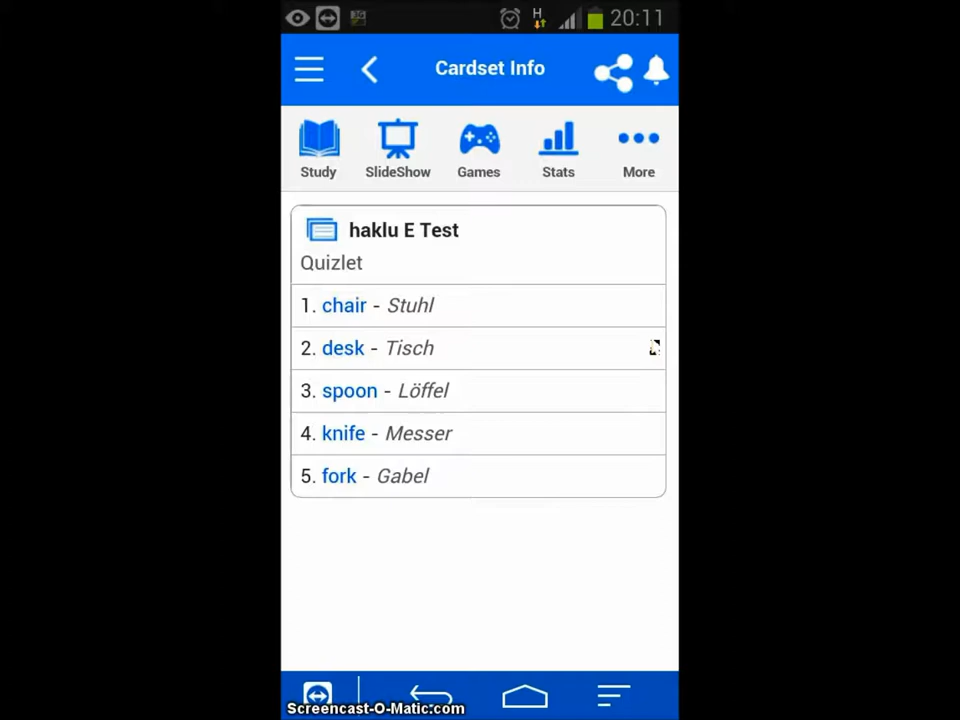 H 20:11
Cardset Info
Study SlideShow Games Stats More
haklu E Test
Quizlet
1. chair - Stuhl
2. desk - Tisch
3. spoon - Löffel
4. knife - Messer
5. fork - Gabel
Screencast-O-Matic.com